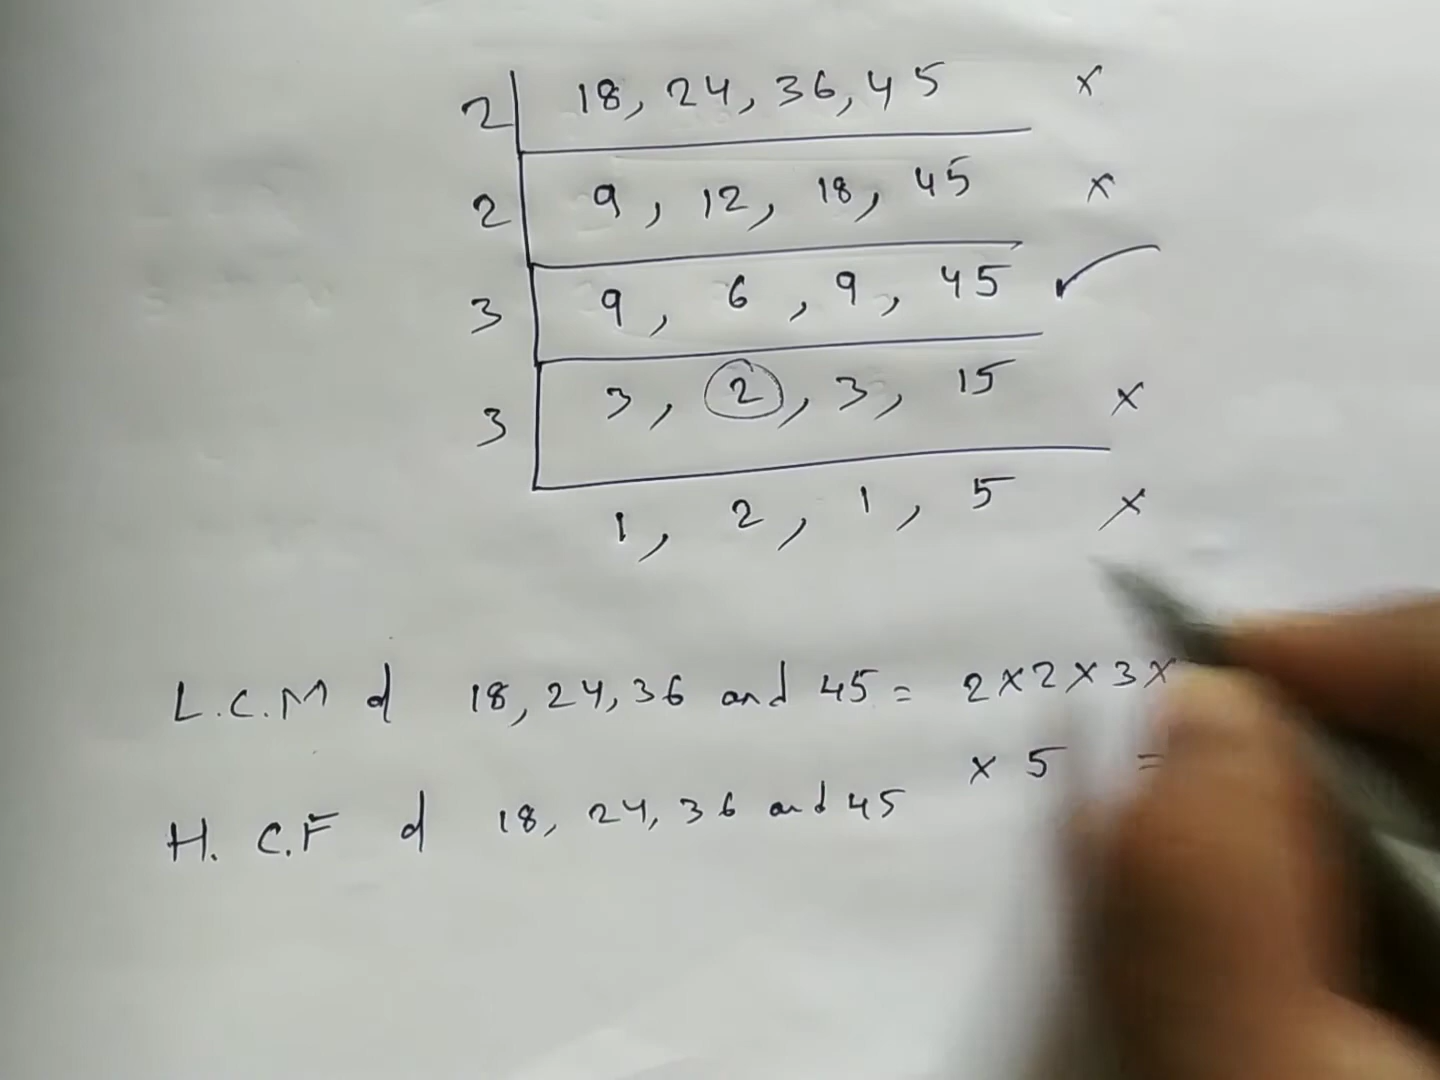 2 18, 24, 36, 45 x
2 9, 12, 18, 45 x
3 9, 6, 9, 45 ✓
3 3, 2, 3, 15 x
1, 2, 1, 5 x
L.C.M of 18, 24, 36 and 45 = 2 x 2 x 3 x
x 5 =
H.C.F of 18, 24, 36 and 45